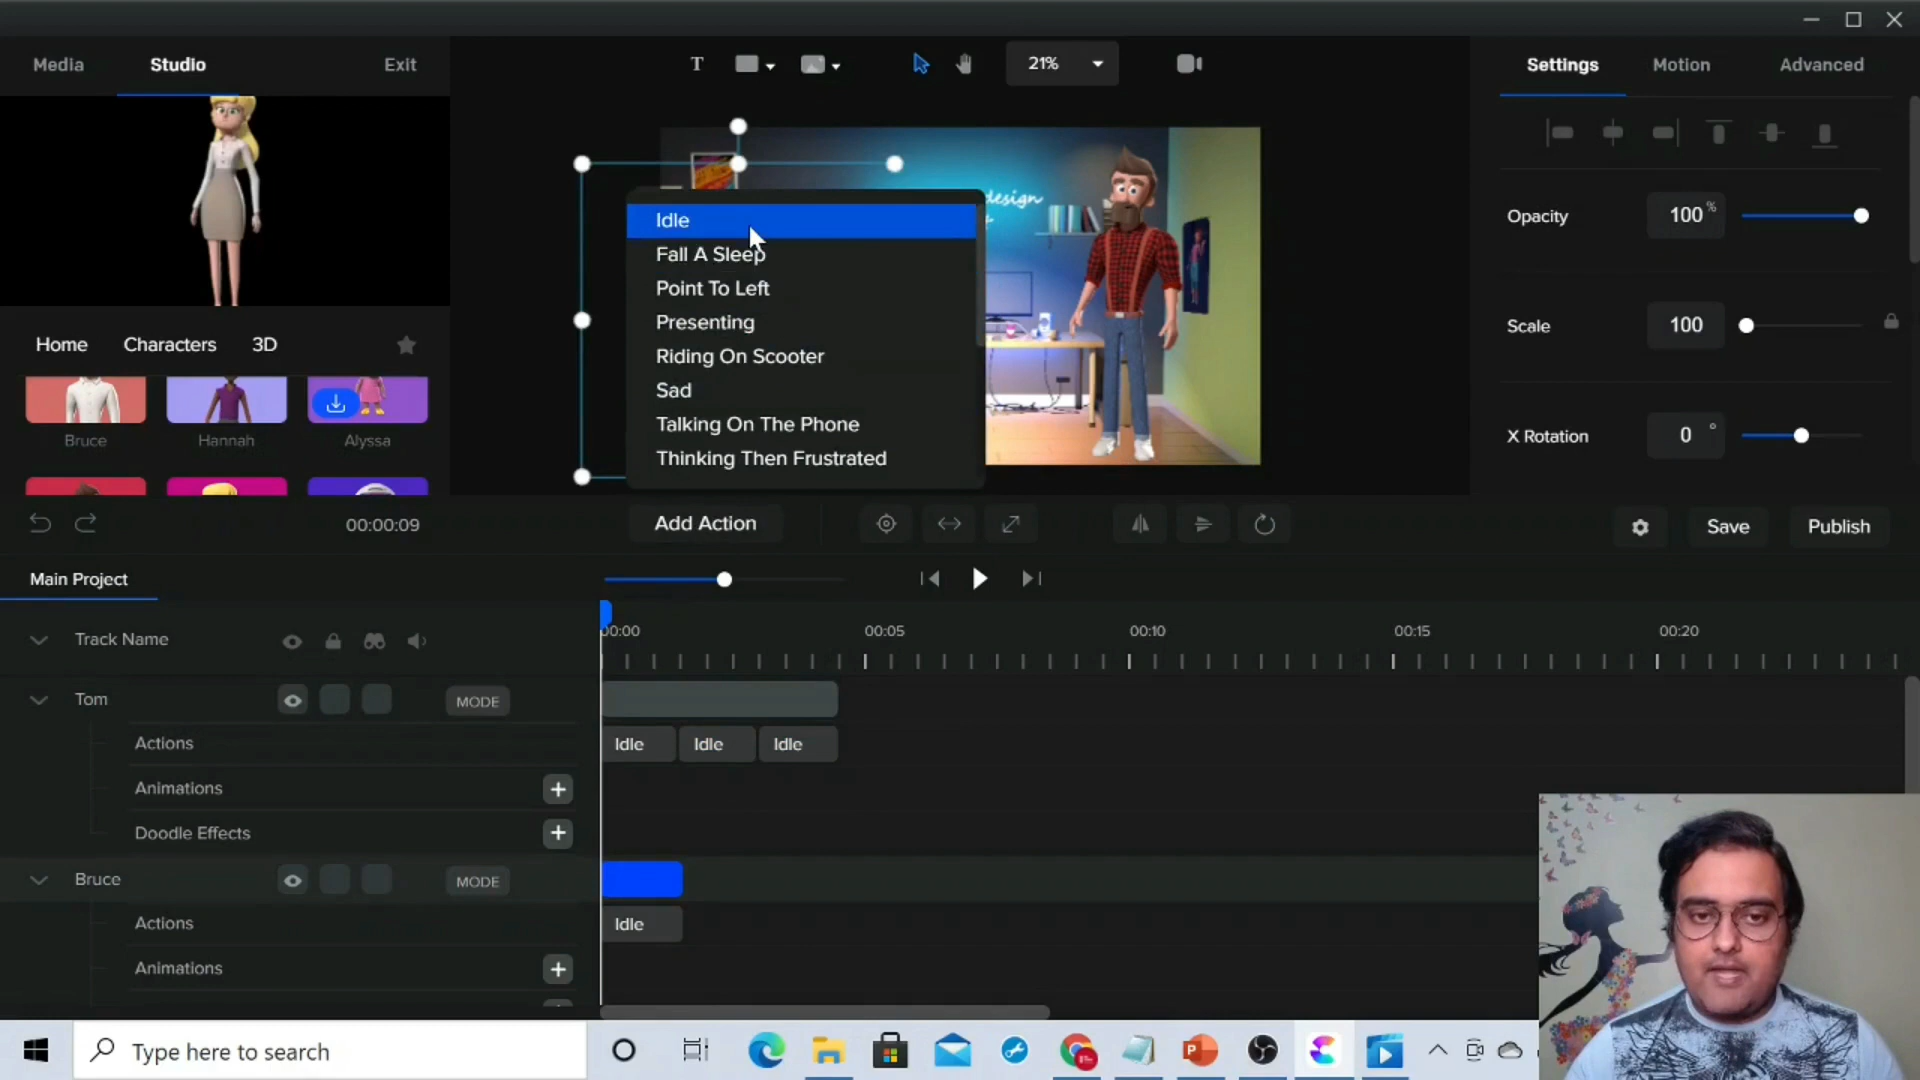 Media
Studio
Exit
T
21%
Settings
Motion
Advanced
design
Idle
Fall A Sleep
Point To Left
Presenting
Riding On Scooter
Sad
Talking On The Phone
Thinking Then Frustrated
Opacity
100 %
Scale
100
X Rotation
0 °
Home
Characters
3D
Bruce
Hannah
Alyssa
00:00:09
Add Action
Save
Publish
Main Project
Track Name
00:00
00:05
00:10
00:15
00:20
Tom
MODE
Actions
Idle
Idle
Idle
Animations
Doodle Effects
Bruce
MODE
Actions
Idle
Animations
Type here to search